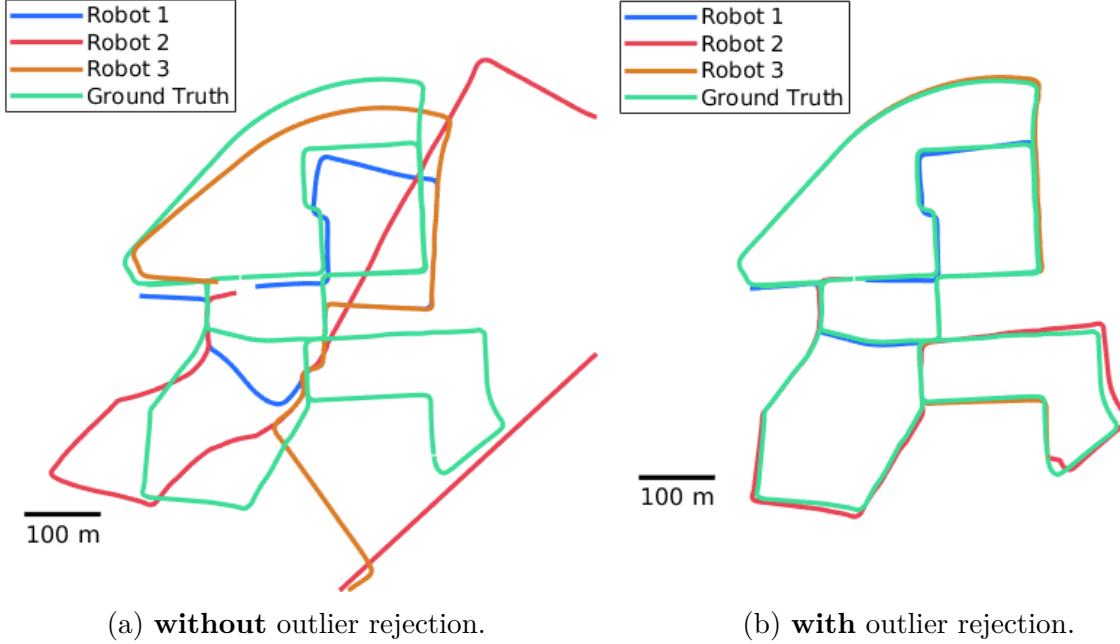 Robot 1
Robot 2
Robot 3
Ground Truth
100 m
(a) without outlier rejection.
Robot 1
Robot 2
Robot 3
Ground Truth
100 m
(b) with outlier rejection.